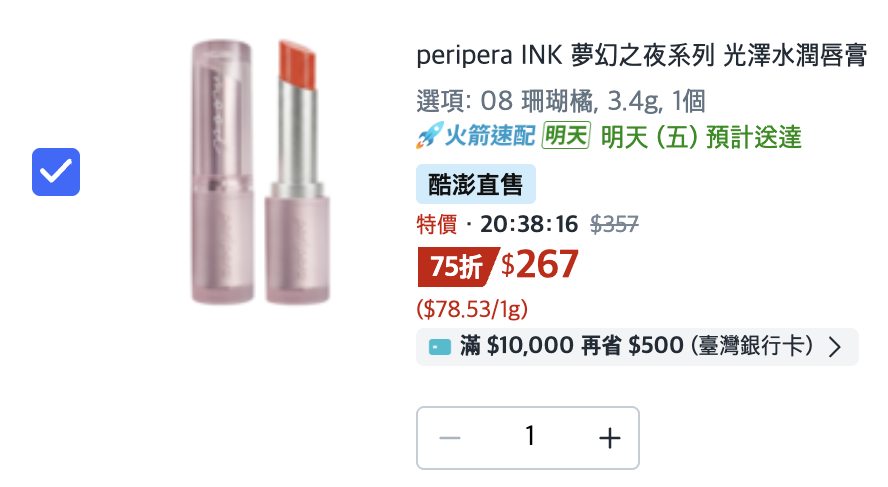 peripera INK 夢幻之夜系列 光澤水潤唇膏
選項: 08 珊瑚橘, 3.4g, 1個
火箭速配 明天 明天 (五) 預計送達
酷澎直售
特價 · 20:38:16 $357
75折 $267
($78.53/1g)
滿 $10,000 再省 $500 (臺灣銀行卡)
1